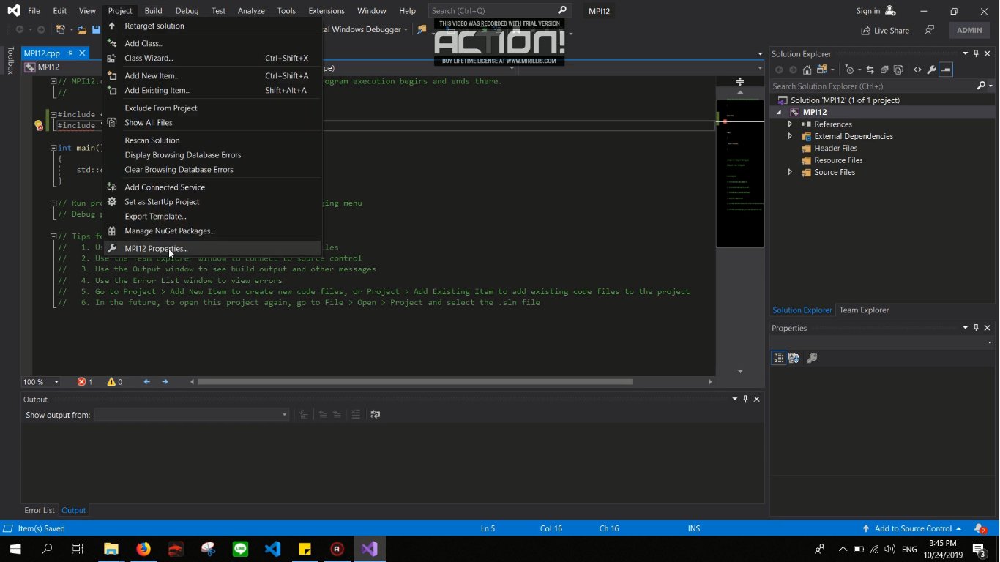 File Edit View Project Build Debug Test Analyze Tools Extensions Window Help Search (Ctrl+Q) MPI12 Sign in
Retarget solution
Add Class...
Class Wizard... Ctrl+Shift+X
Add New Item... Ctrl+Shift+A
Add Existing Item... Shift+Alt+A
Exclude From Project
Show All Files
Rescan Solution
Display Browsing Database Errors
Clear Browsing Database Errors
Add Connected Service
Set as StartUp Project
Export Template...
Manage NuGet Packages...
MPI12 Properties...
al Windows Debugger
THIS VIDEO WAS RECORDED WITH TRIAL VERSION
ACTION!
BUY LIFETIME LICENSE AT WWW.MIRILLIS.COM
Live Share
ADMIN
Toolbox
MPI12.cpp
MPI12
pe)
// MPI12.c
ogram execution begins and ends there.
//
#include <
#include "
int main()
{
std::c
}
// Run pro
ging menu
// Debug p
// Tips fo
// 1. Us
les
// 2. Use the Team Explorer window to connect to source control
// 3. Use the Output window to see build output and other messages
// 4. Use the Error List window to view errors
// 5. Go to Project > Add New Item to create new code files, or Project > Add Existing Item to add existing code files to the project
// 6. In the future, to open this project again, go to File > Open > Project and select the .sln file
100 % 1 0
Output
Show output from:
Error List Output
Solution Explorer
Search Solution Explorer (Ctrl+;)
Solution 'MPI12' (1 of 1 project)
MPI12
References
External Dependencies
Header Files
Resource Files
Source Files
Solution Explorer Team Explorer
Properties
Item(s) Saved Ln 5 Col 16 Ch 16 INS Add to Source Control 2
ENG 3:45 PM
10/24/2019 3